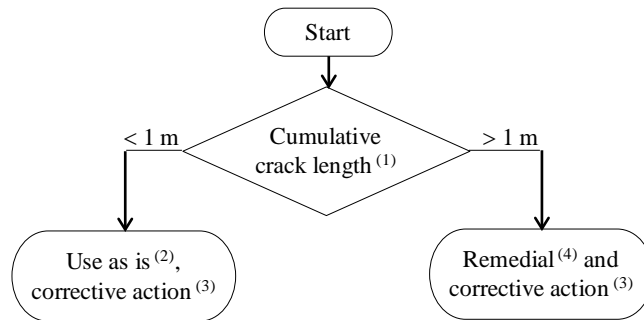 Start
< 1 m
> 1 m
Cumulative
crack length (1)
Use as is (2),
corrective action (3)
Remedial (4) and
corrective action (3)